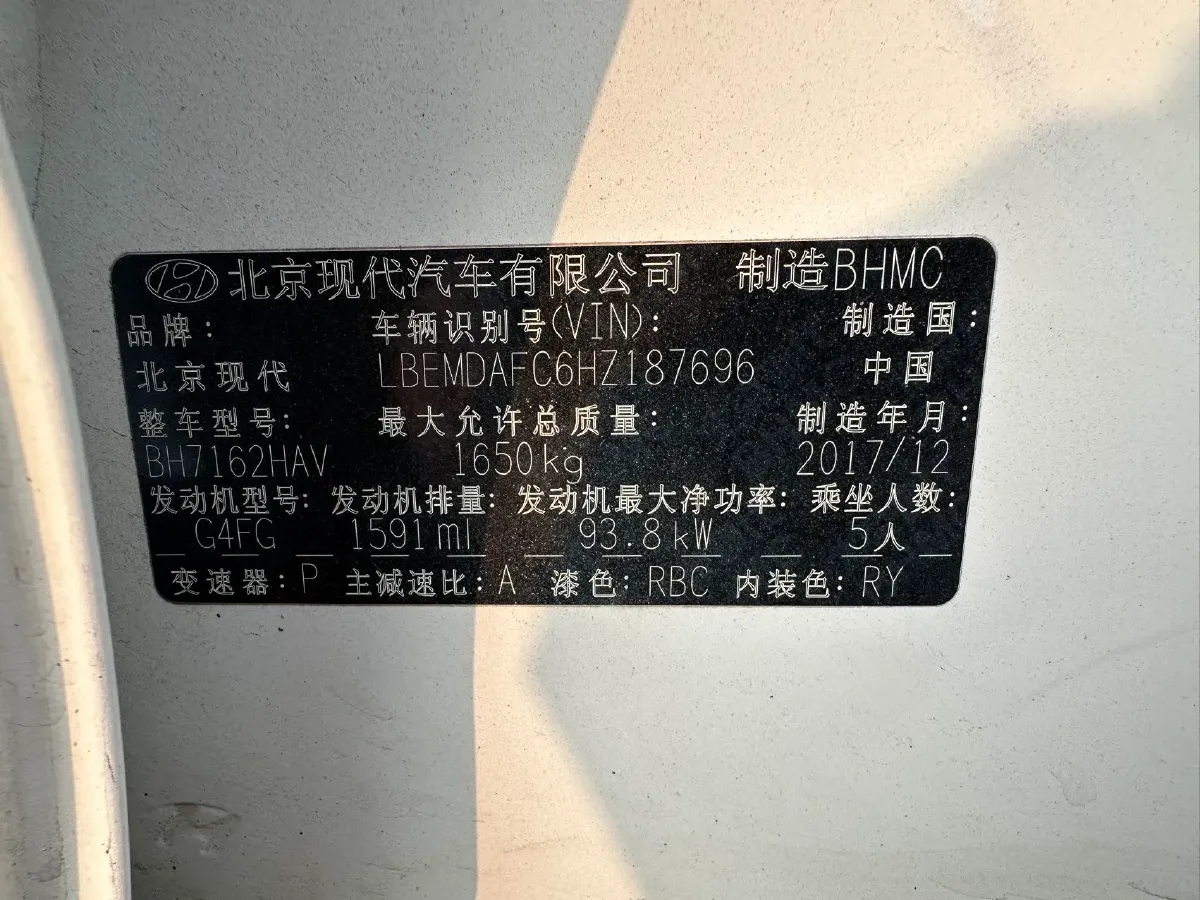 北京现代汽车有限公司 制造BHMC
品牌: 车辆识别号(VIN): 制造国:
北京现代 LBEMDAFC6HZ187696 中国
整车型号: 最大允许总质量: 制造年月:
BH7162HAV 1650kg 2017/12
发动机型号: 发动机排量: 发动机最大净功率: 乘坐人数:
G4FG 1591ml 93.8kW 5人
变速器: P 主减速比: A 漆色: RBC 内装色: RY